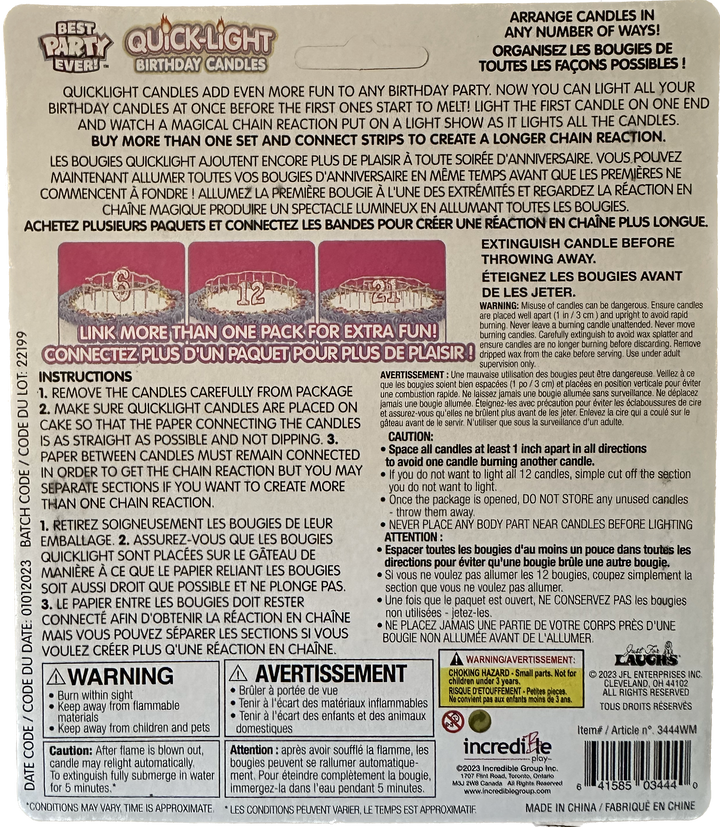 BEST PARTY EVER!™
QUICK-LIGHT
BIRTHDAY CANDLES
ARRANGE CANDLES IN
ANY NUMBER OF WAYS!
ORGANISEZ LES BOUGIES DE
TOUTES LES FAÇONS POSSIBLES !
QUICKLIGHT CANDLES ADD EVEN MORE FUN TO ANY BIRTHDAY PARTY. NOW YOU CAN LIGHT ALL YOUR
BIRTHDAY CANDLES AT ONCE BEFORE THE FIRST ONES START TO MELT! LIGHT THE FIRST CANDLE ON ONE END
AND WATCH A MAGICAL CHAIN REACTION PUT ON A LIGHT SHOW AS IT LIGHTS ALL THE CANDLES.
BUY MORE THAN ONE SET AND CONNECT STRIPS TO CREATE A LONGER CHAIN REACTION.
LES BOUGIES QUICKLIGHT AJOUTENT ENCORE PLUS DE PLAISIR À TOUTE SOIRÉE D'ANNIVERSAIRE. VOUS POUVEZ
MAINTENANT ALLUMER TOUTES VOS BOUGIES D'ANNIVERSAIRE EN MÊME TEMPS AVANT QUE LES PREMIÈRES NE
COMMENCENT À FONDRE ! ALLUMEZ LA PREMIÈRE BOUGIE À L'UNE DES EXTRÉMITÉS ET REGARDEZ LA RÉACTION EN
CHAÎNE MAGIQUE PRODUIRE UN SPECTACLE LUMINEUX EN ALLUMANT TOUTES LES BOUGIES.
ACHETEZ PLUSIEURS PAQUETS ET CONNECTEZ LES BANDES POUR CRÉER UNE RÉACTION EN CHAÎNE PLUS LONGUE.
6
12
21
LINK MORE THAN ONE PACK FOR EXTRA FUN!
CONNECTEZ PLUS D'UN PAQUET POUR PLUS DE PLAISIR !
EXTINGUISH CANDLE BEFORE
THROWING AWAY.
ÉTEIGNEZ LES BOUGIES AVANT
DE LES JETER.
WARNING: Misuse of candles can be dangerous. Ensure candles
are placed well apart (1 in / 3 cm ) and upright to avoid rapid
burning. Never leave a burning candle unattended. Never move
burning candles. Carefully extinguish to avoid wax splatter and
ensure candles are no longer burning before discarding. Remove
dripped wax from the cake before serving. Use under adult
supervision only.
AVERTISSEMENT : Une mauvaise utilisation des bougies peut être dangereuse. Veillez à ce
que les bougies soient bien espacées (1 po / 3 cm) et placées en position verticale pour éviter
une combustion rapide. Ne laissez jamais une bougie allumée sans surveillance. Ne déplacez
jamais une bougie allumée. Éteignez-les avec précaution pour éviter les éclaboussures de cire
et assurez-vous qu'elles ne brûlent plus avant de les jeter. Enlevez la cire qui a coulé sur le
gâteau avant de le servir. N'utiliser que sous la surveillance d'un adulte.
INSTRUCTIONS
1. REMOVE THE CANDLES CAREFULLY FROM PACKAGE
2. MAKE SURE QUICKLIGHT CANDLES ARE PLACED ON
CAKE SO THAT THE PAPER CONNECTING THE CANDLES
IS AS STRAIGHT AS POSSIBLE AND NOT DIPPING. 3.
PAPER BETWEEN CANDLES MUST REMAIN CONNECTED
IN ORDER TO GET THE CHAIN REACTION BUT YOU MAY
SEPARATE SECTIONS IF YOU WANT TO CREATE MORE
THAN ONE CHAIN REACTION.
1. RETIREZ SOIGNEUSEMENT LES BOUGIES DE LEUR
EMBALLAGE. 2. ASSUREZ-VOUS QUE LES BOUGIES
QUICKLIGHT SONT PLACÉES SUR LE GÂTEAU DE
MANIÈRE À CE QUE LE PAPIER RELIANT LES BOUGIES
SOIT AUSSI DROIT QUE POSSIBLE ET NE PLONGE PAS.
3. LE PAPIER ENTRE LES BOUGIES DOIT RESTER
CONNECTÉ AFIN D'OBTENIR LA RÉACTION EN CHAÎNE
MAIS VOUS POUVEZ SÉPARER LES SECTIONS SI VOUS
VOULEZ CRÉER PLUS QU'UNE RÉACTION EN CHAÎNE.
CAUTION:
• Space all candles at least 1 inch apart in all directions
to avoid one candle burning another candle.
• If you do not want to light all 12 candles, simple cut off the section
you do not want to light.
• Once the package is opened, DO NOT STORE any unused candles
- throw them away.
• NEVER PLACE ANY BODY PART NEAR CANDLES BEFORE LIGHTING
ATTENTION :
• Espacer toutes les bougies d'au moins un pouce dans toutes les
directions pour éviter qu'une bougie brûle une autre bougie.
• Si vous ne voulez pas allumer les 12 bougies, coupez simplement la
section que vous ne voulez pas allumer.
• Une fois que le paquet est ouvert, NE CONSERVEZ PAS les bougies
non utilisées - jetez-les.
• NE PLACEZ JAMAIS UNE PARTIE DE VOTRE CORPS PRÈS D'UNE
BOUGIE NON ALLUMÉE AVANT DE L'ALLUMER.
DATE CODE / CODE DU DATE: 01012023 BATCH CODE / CODE DU LOT: 22199
WARNING
• Burn within sight
• Keep away from flammable
materials
• Keep away from children and pets
AVERTISSEMENT
• Brûler à portée de vue
• Tenir à l'écart des matériaux inflammables
• Tenir à l'écart des enfants et des animaux
domestiques
Caution: After flame is blown out,
candle may relight automatically.
To extinguish fully submerge in water
for 5 minutes.*
Attention : après avoir soufflé la flamme, les
bougies peuvent se rallumer automatique-
ment. Pour éteindre complètement la bougie,
immergez-la dans l'eau pendant 5 minutes.
*CONDITIONS MAY VARY, TIME IS APPROXIMATE. * LES CONDITIONS PEUVENT VARIER, LE TEMPS EST APPROXIMATIF.
WARNING/AVERTISSEMENT:
CHOKING HAZARD - Small parts. Not for
children under 3 years.
RISQUE D'ÉTOUFFEMENT - Petites pieces.
Ne convient pas aux enfants moins de 3 ans.
0-3
incredible
play™
©2023 Incredible Group Inc.
1707 Flint Road, Toronto, Ontario
M3J 2W8 Canada All Rights Reserved
www.incrediblegroup.com
Just For
LAUGHS
© 2023 JFL ENTERPRISES INC.
CLEVELAND, OH 44102
ALL RIGHTS RESERVED
TOUS DROITS RÉSERVÉS
Item# / Article n°. 3444WM
6 41585 03444 0
MADE IN CHINA / FABRIQUÉ EN CHINE